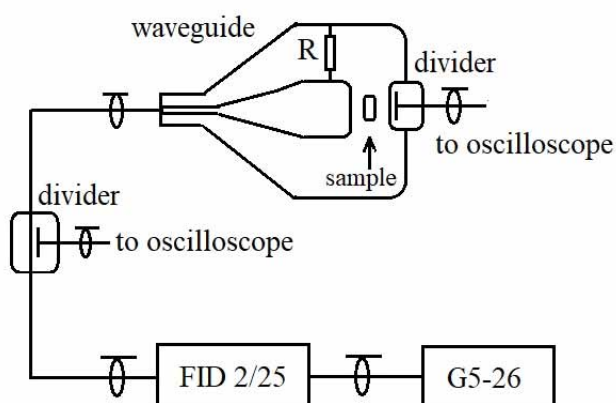 waveguide
R
divider
to oscilloscope
sample
divider
to oscilloscope
FID 2/25
G5-26